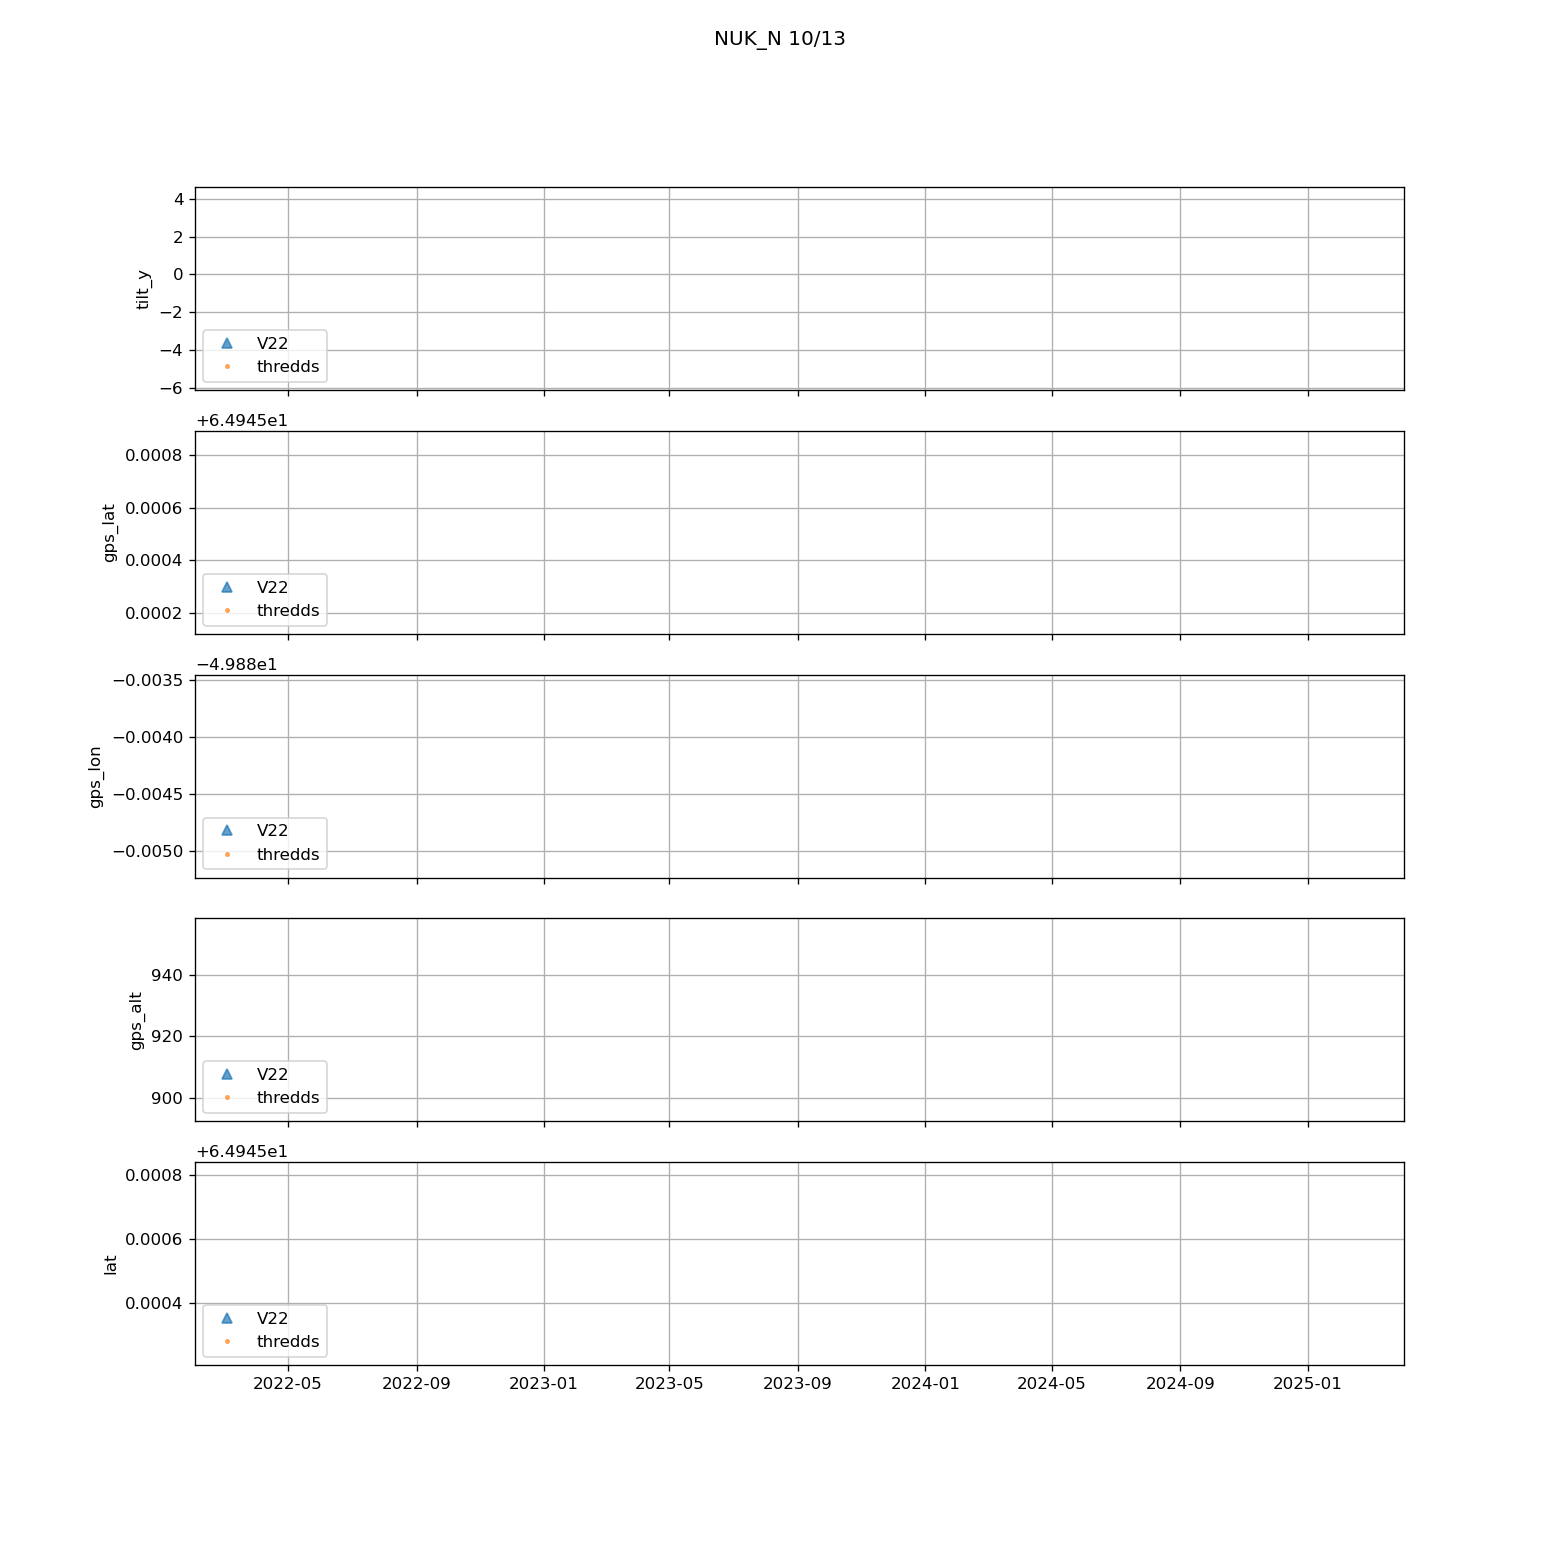 NUK_N 10/13
4
2
0
−2
−4
−6
tilt_y
V22
thredds
+6.4945e1
0.0008
0.0006
0.0004
0.0002
gps_lat
V22
thredds
−4.988e1
−0.0035
−0.0040
−0.0045
−0.0050
gps_lon
V22
thredds
940
920
900
gps_alt
V22
thredds
+6.4945e1
0.0008
0.0006
0.0004
lat
V22
thredds
2022-05 2022-09 2023-01 2023-05 2023-09 2024-01 2024-05 2024-09 2025-01